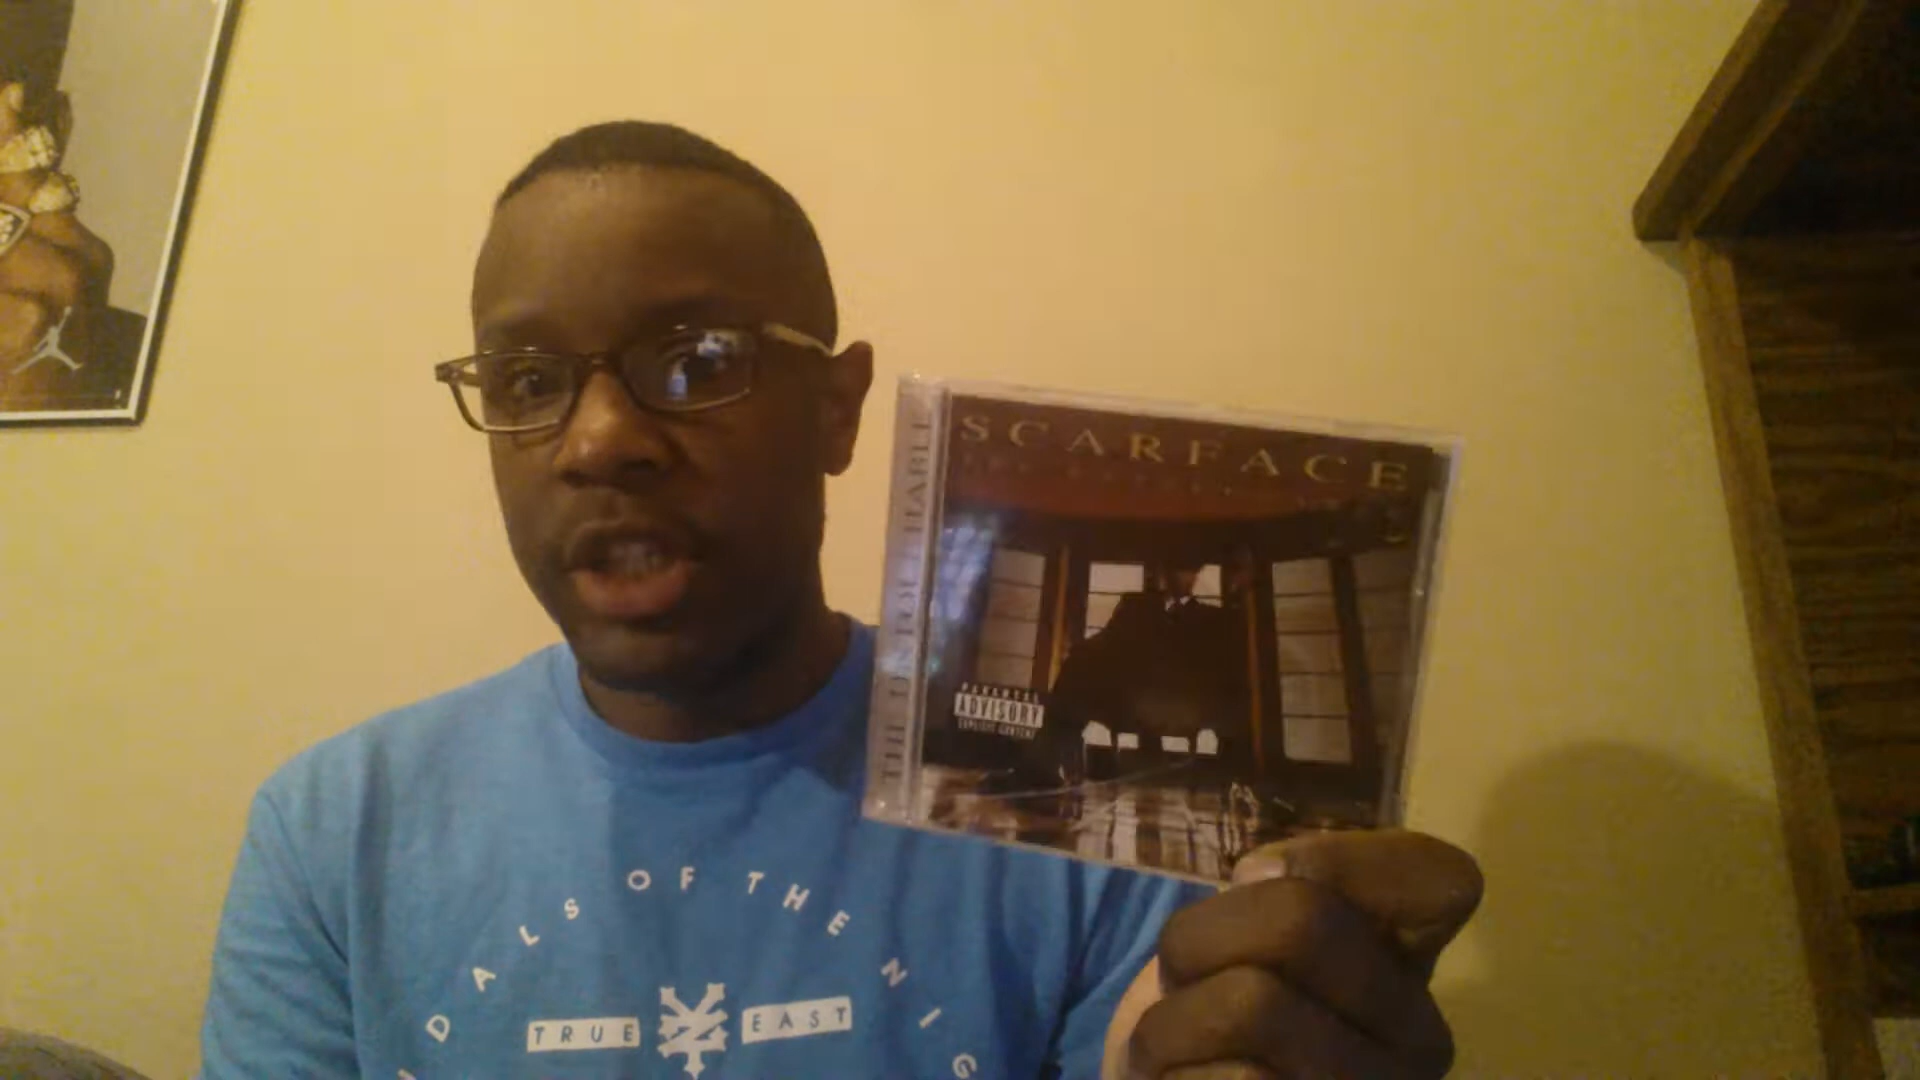 SCARFACE
THE UNTOUCHABLE
PARENTAL
ADVISORY
EXPLICIT CONTENT
DALS OF THE NIG
TRUE EAST